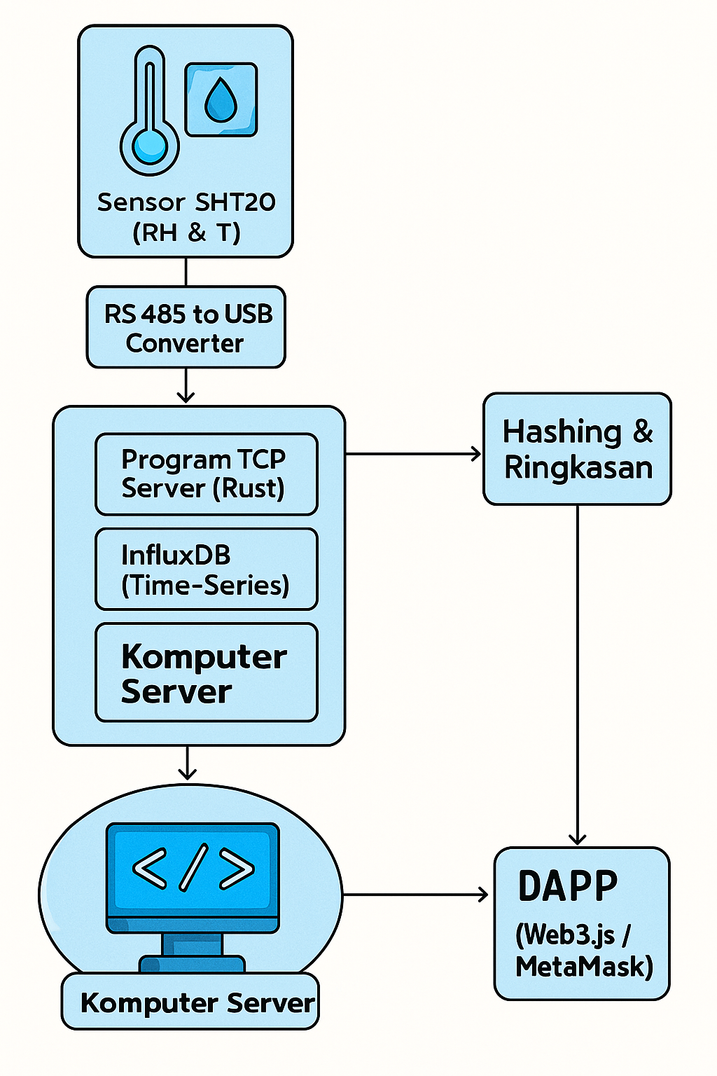 Sensor SHT20
(RH & T)
RS 485 to USB
Converter
Program TCP
Server (Rust)
InfluxDB
(Time-Series)
Komputer
Server
Hashing &
Ringkasan
</>
Komputer Server
DAPP
(Web3.js /
MetaMask)